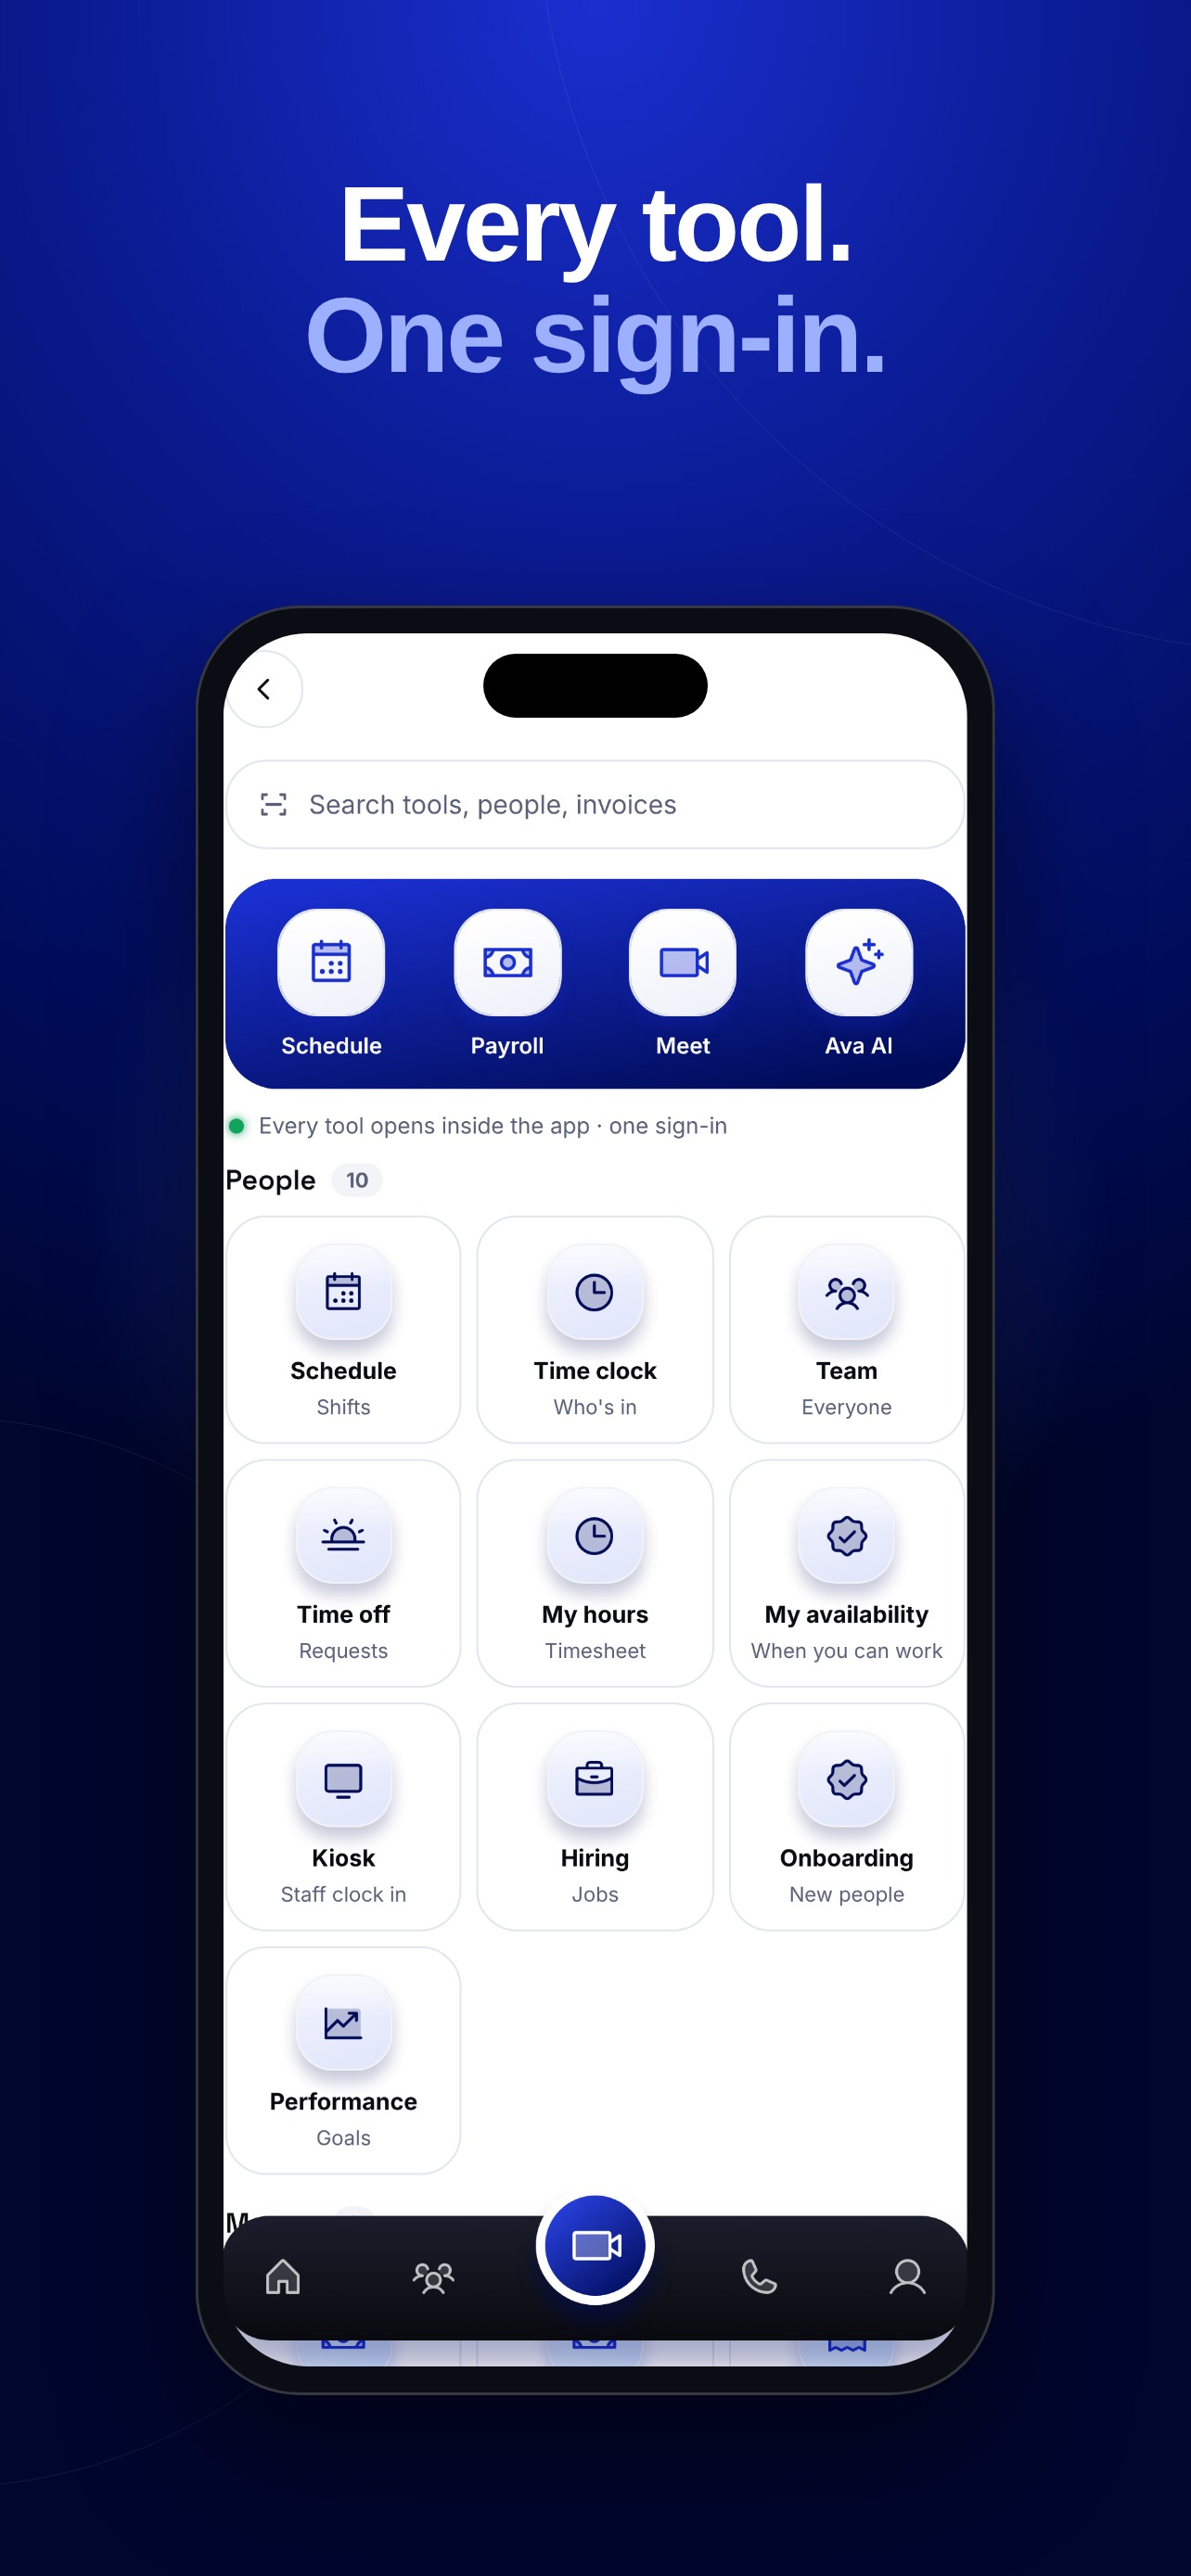 Every tool.
One sign-in.
Search tools, people, invoices
Schedule Payroll Meet Ava AI
Every tool opens inside the app · one sign-in
People 10
Schedule Time clock Team
Shifts Who's in Everyone
Time off My hours My availability
Requests Timesheet When you can work
Kiosk Hiring Onboarding
Staff clock in Jobs New people
Performance
Goals